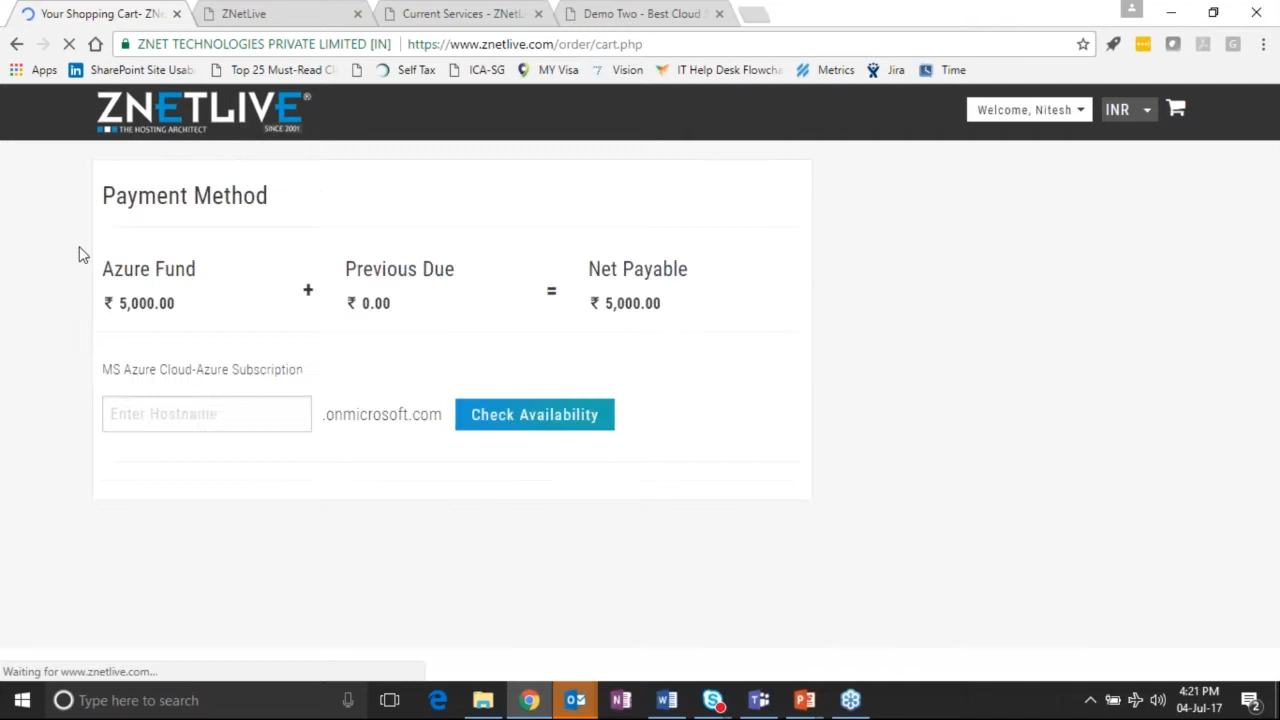 Your Shopping Cart- ZNe
ZNetLive
Current Services - ZNetL
Demo Two - Best Cloud S
ZNET TECHNOLOGIES PRIVATE LIMITED [IN]
https://www.znetlive.com/order/cart.php
Apps
SharePoint Site Usab
Top 25 Must-Read Cl
Self Tax
ICA-SG
MY Visa
Vision
IT Help Desk Flowcha
Metrics
Jira
Time
ZNETLIVE®
THE HOSTING ARCHITECT
SINCE 2001
Welcome, Nitesh
INR
Payment Method
Azure Fund
Previous Due
Net Payable
₹ 5,000.00
+
₹ 0.00
=
₹ 5,000.00
MS Azure Cloud-Azure Subscription
Enter Hostname
.onmicrosoft.com
Check Availability
Waiting for www.znetlive.com...
Type here to search
4:21 PM
04-Jul-17
2